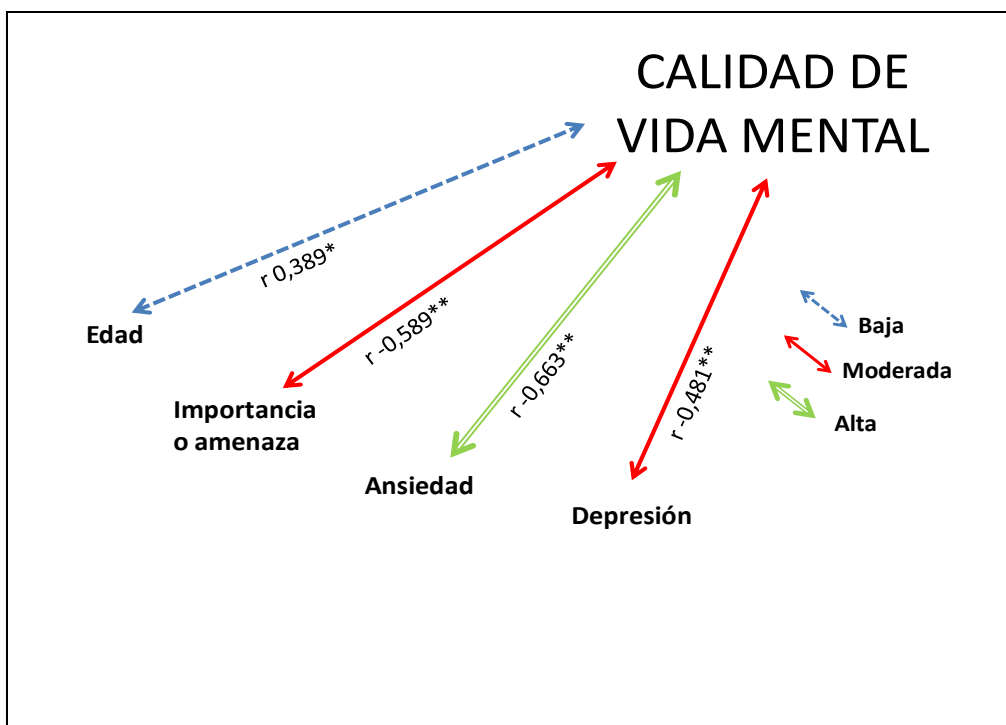 CALIDAD DE
VIDA MENTAL
r 0,389*
Edad
r -0,589**
Importancia
o amenaza
r -0,663**
Ansiedad
r -0,481**
Depresión
Baja
Moderada
Alta